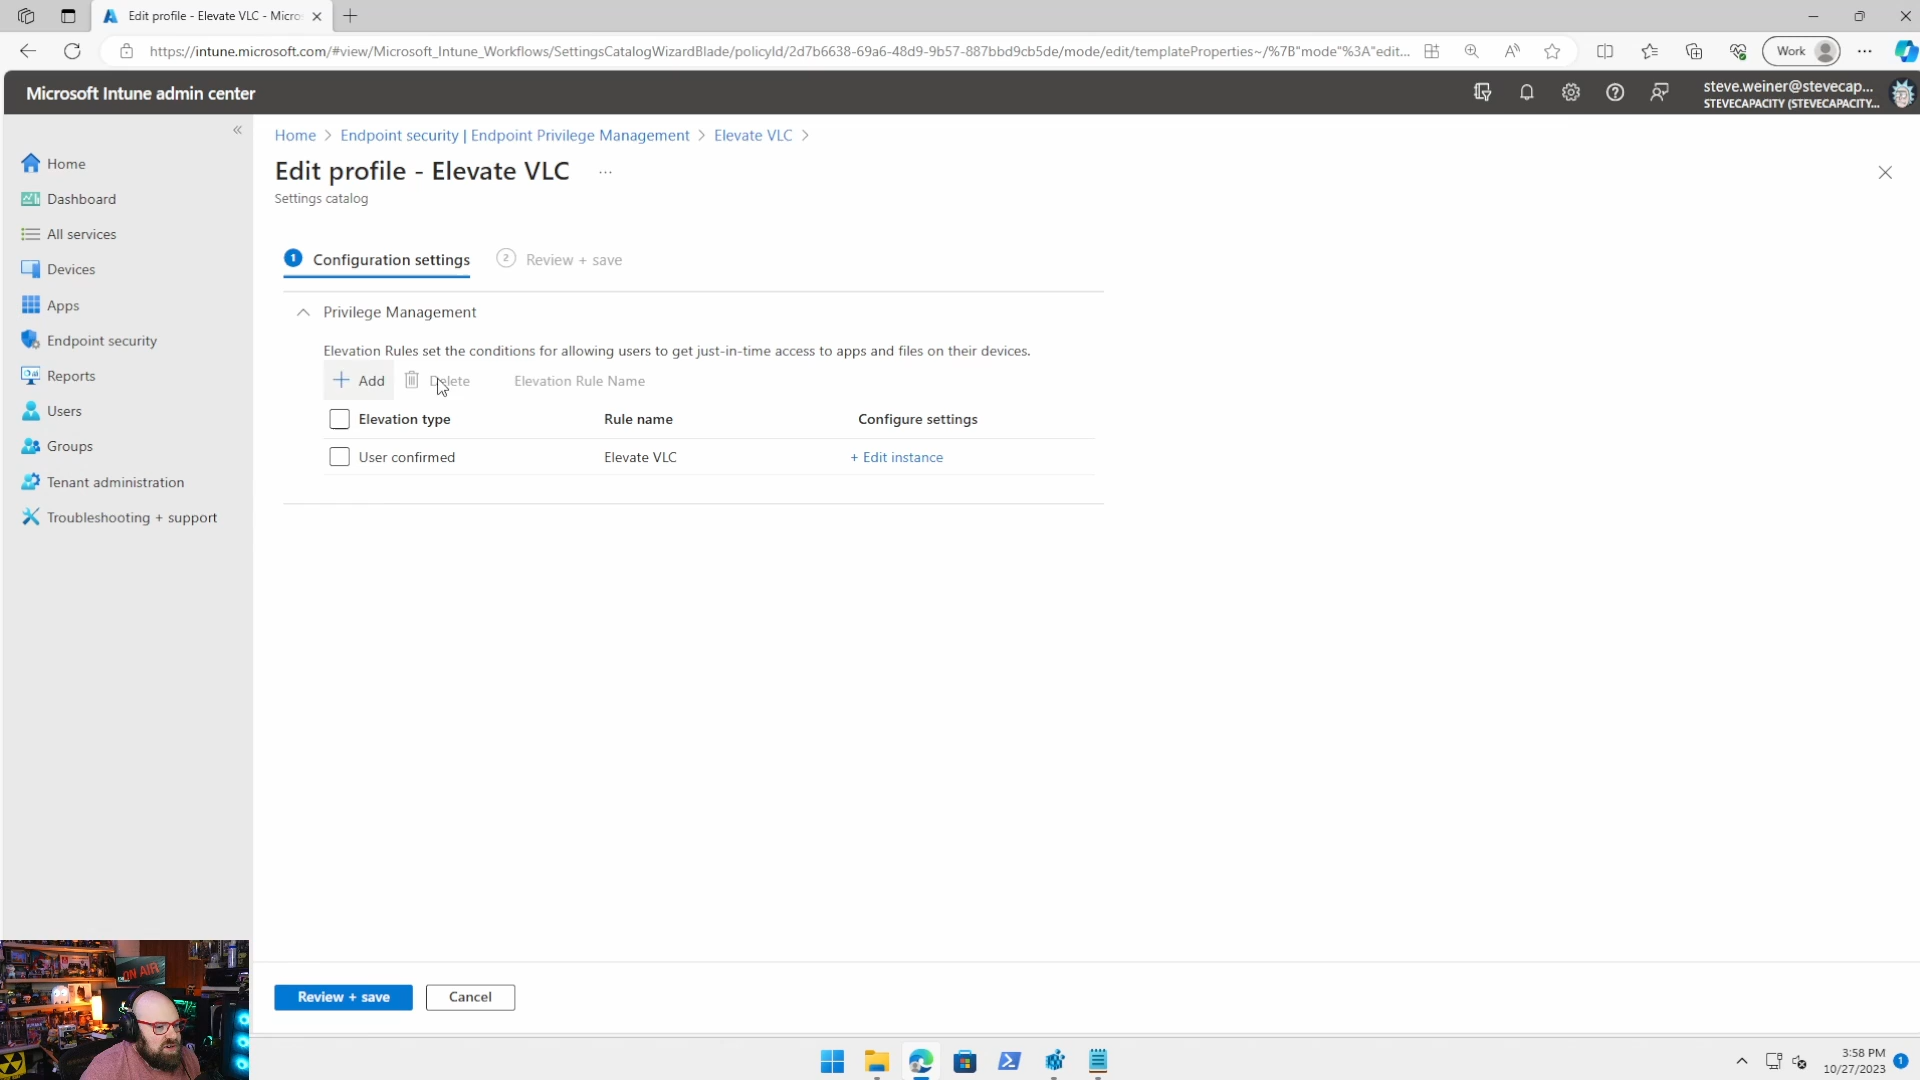 Edit profile - Elevate VLC - Micro
https://intune.microsoft.com/#view/Microsoft_Intune_Workflows/SettingsCatalogWizardBlade/policyId/2d7b6638-69a6-48d9-9b57-887bbd9cb5de/mode/edit/templateProperties~/%7B"mode"%3A"edit...
Work
Microsoft Intune admin center
steve.weiner@stevecap...
STEVECAPACITY (STEVECAPACITY...
Home > Endpoint security | Endpoint Privilege Management > Elevate VLC >
Edit profile - Elevate VLC ...
Settings catalog
Home
Dashboard
All services
Devices
Apps
Endpoint security
Reports
Users
Groups
Tenant administration
Troubleshooting + support
1 Configuration settings
2 Review + save
Privilege Management
Elevation Rules set the conditions for allowing users to get just-in-time access to apps and files on their devices.
+ Add Delete Elevation Rule Name
Elevation type Rule name Configure settings
User confirmed Elevate VLC + Edit instance
Review + save
Cancel
ON AIR
3:58 PM
10/27/2023
1